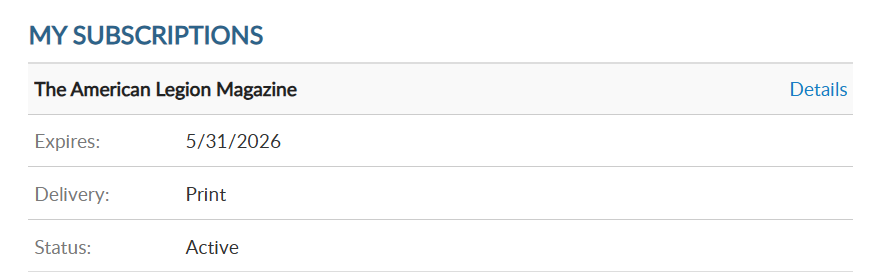 MY SUBSCRIPTIONS
The American Legion Magazine Details
Expires: 5/31/2026
Delivery: Print
Status: Active